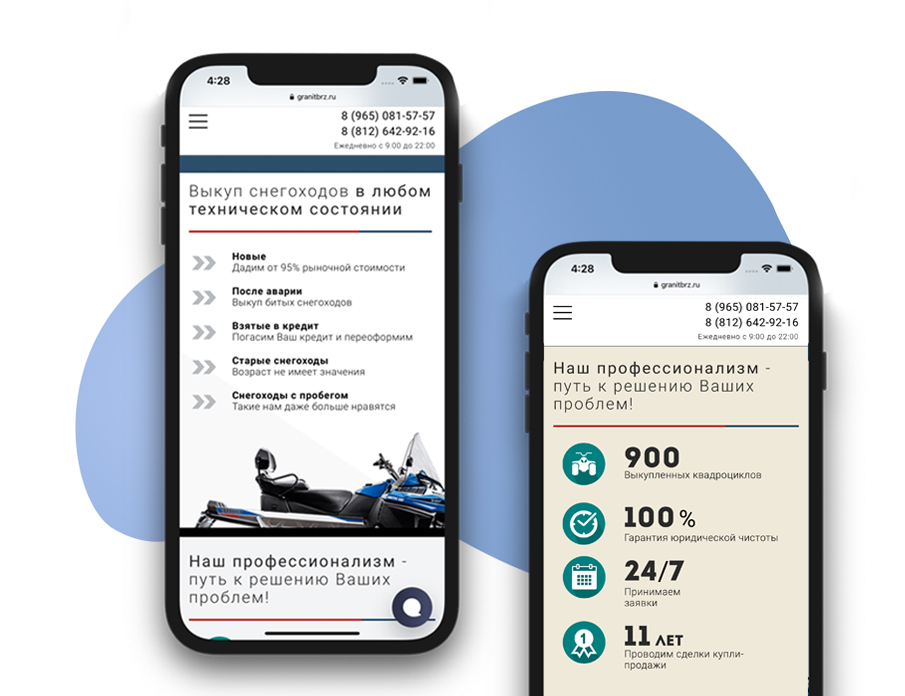 4:28
granitbrz.ru
8 (965) 081-57-57
8 (812) 642-92-16
Ежедневно с 9:00 до 22:00
Выкуп снегоходов в любом
техническом состоянии
Новые
Дадим от 95% рыночной стоимости
После аварии
Выкуп битых снегоходов
Взятые в кредит
Погасим Ваш кредит и переоформим
Старые снегоходы
Возраст не имеет значения
Снегоходы с пробегом
Такие нам даже больше нравятся
Наш профессионализм -
путь к решению Ваших
проблем!
4:28
granitbrz.ru
8 (965) 081-57-57
8 (812) 642-92-16
Ежедневно с 9:00 до 22:00
Наш профессионализм -
путь к решению Ваших
проблем!
900
Выкупленных квадроциклов
100 %
Гарантия юридической чистоты
24/7
Принимаем
заявки
1
11 ЛЕТ
Проводим сделки купли-
продажи